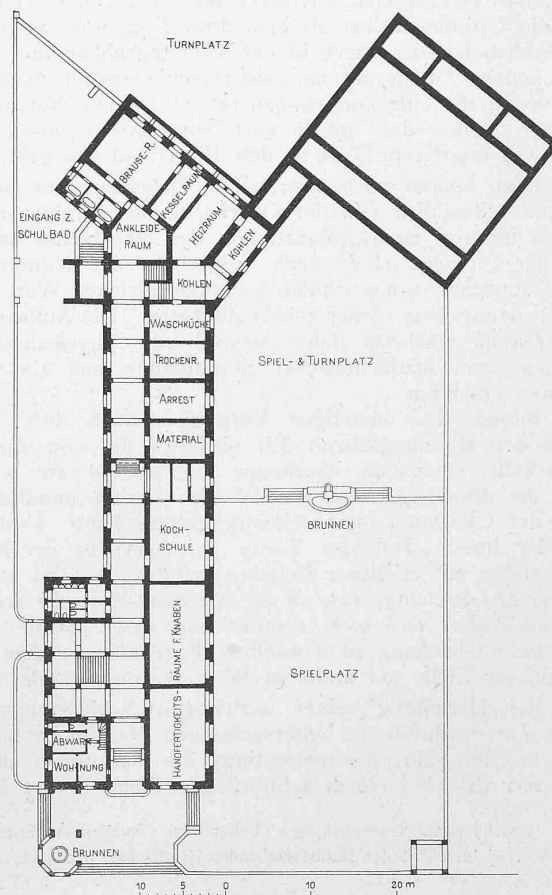 TURNPLATZ
BRAUSE-R.
KESSELRAUM
HEIZRAUM
KOHLEN
EINGANG Z.
SCHULBAD
ANKLEIDE-
RAUM
KOHLEN
WASCHKÜCHE
TROCKENR.
ARREST
MATERIAL
SPIEL- & TURNPLATZ
BRUNNEN
KOCH-
SCHULE
HANDFERTIGKEITS-RÄUME F. KNABEN
SPIELPLATZ
ABWART
WOHNUNG
BRUNNEN
10 5 0 10 20 m